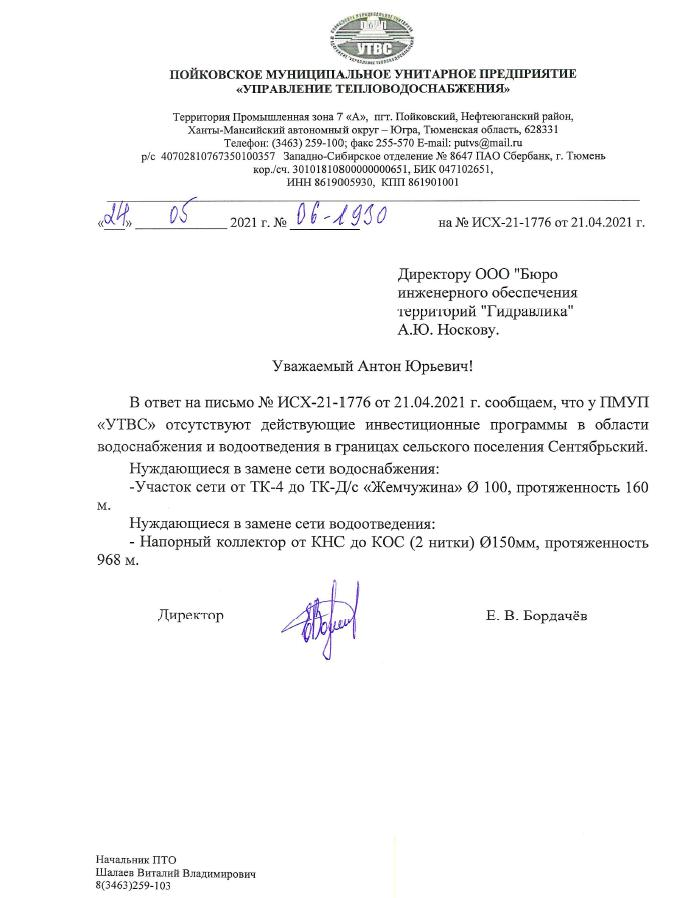 УТВС
ПОЙКОВСКОЕ МУНИЦИПАЛЬНОЕ УНИТАРНОЕ ПРЕДПРИЯТИЕ
«УПРАВЛЕНИЕ ТЕПЛОВОДОСНАБЖЕНИЯ»
Территория Промышленная зона 7 «А», пгт. Пойковский, Нефтеюганский район,
Ханты-Мансийский автономный округ – Югра, Тюменская область, 628331
Телефон: (3463) 259-100; факс 255-570 E-mail: putvs@mail.ru
р/с 40702810767350100357 Западно-Сибирское отделение № 8647 ПАО Сбербанк, г. Тюмень
кор./сч. 30101810800000000651, БИК 047102651,
ИНН 8619005930, КПП 861901001
«24» 05 2021 г. № 06-1930 на № ИСХ-21-1776 от 21.04.2021 г.
Директору ООО "Бюро
инженерного обеспечения
территорий "Гидравлика"
А.Ю. Носкову.
Уважаемый Антон Юрьевич!
В ответ на письмо № ИСХ-21-1776 от 21.04.2021 г. сообщаем, что у ПМУП
«УТВС» отсутствуют действующие инвестиционные программы в области
водоснабжения и водоотведения в границах сельского поселения Сентябрьский.
Нуждающиеся в замене сети водоснабжения:
-Участок сети от ТК-4 до ТК-Д/с «Жемчужина» Ø 100, протяженность 160
м.
Нуждающиеся в замене сети водоотведения:
- Напорный коллектор от КНС до КОС (2 нитки) Ø150мм, протяженность
968 м.
Директор Е. В. Бордачёв
Начальник ПТО
Шалаев Виталий Владимирович
8(3463)259-103